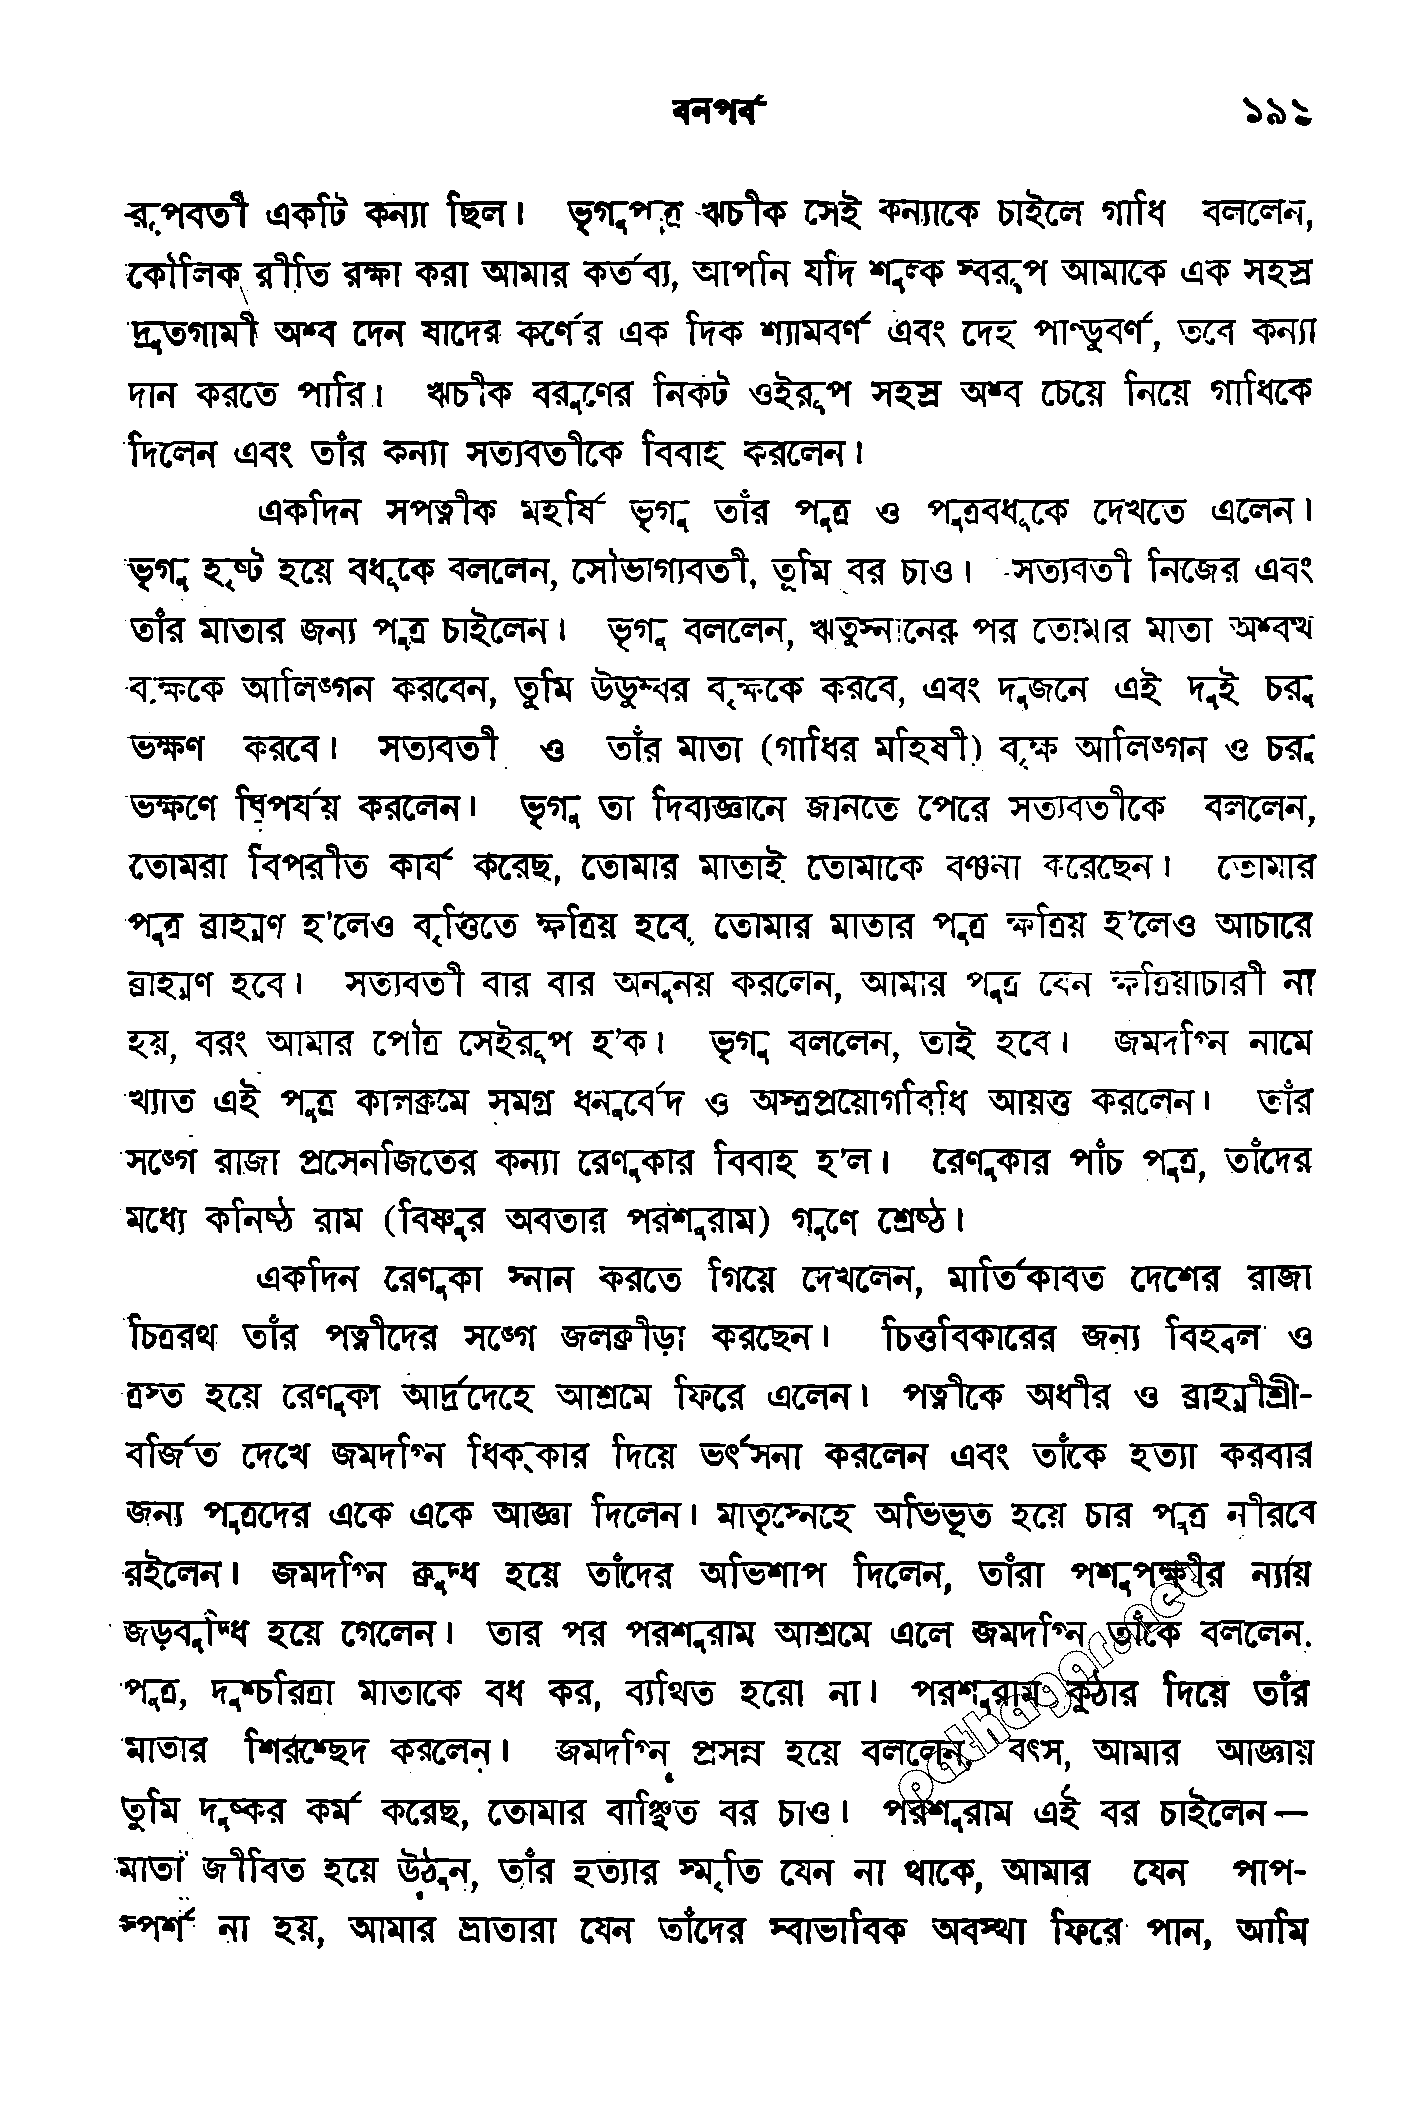 বনপর্ব ১৯১
রূপবতী একটি কন্যা ছিল। ভৃগুপুত্র ঋচীক সেই কন্যাকে চাইলে গাধি বললেন,
কৌলিক রীতি রক্ষা করা আমার কর্তব্য, আপনি যদি শুল্ক স্বরূপ আমাকে এক সহস্র
দ্রুতগামী অশ্ব দেন যাদের কর্ণের এক দিক শ্যামবর্ণ এবং দেহ পাণ্ডুবর্ণ, তবে কন্যা
দান করতে পারি। ঋচীক বরুণের নিকট ওইরূপ সহস্র অশ্ব চেয়ে নিয়ে গাধিকে
দিলেন এবং তাঁর কন্যা সত্যবতীকে বিবাহ করলেন।
একদিন সপত্নীক মহর্ষি ভৃগু তাঁর পুত্র ও পুত্রবধূকে দেখতে এলেন।
ভৃগু হৃষ্ট হয়ে বধূকে বললেন, সৌভাগ্যবতী, তুমি বর চাও। সত্যবতী নিজের এবং
তাঁর মাতার জন্য পুত্র চাইলেন। ভৃগু বললেন, ঋতুস্নানের পর তোমার মাতা অশ্বত্থ
বৃক্ষকে আলিঙ্গন করবেন, তুমি উডুম্বর বৃক্ষকে করবে, এবং দুজনে এই দুই চরু
ভক্ষণ করবে। সত্যবতী ও তাঁর মাতা (গাধির মহিষী) বৃক্ষ আলিঙ্গন ও চরু
ভক্ষণে বিপর্যয় করলেন। ভৃগু তা দিব্যজ্ঞানে জানতে পেরে সত্যবতীকে বললেন,
তোমরা বিপরীত কার্য করেছ, তোমার মাতাই তোমাকে বঞ্চনা করেছেন। তোমার
পুত্র ব্রাহ্মণ হ'লেও বৃত্তিতে ক্ষত্রিয় হবে, তোমার মাতার পুত্র ক্ষত্রিয় হ'লেও আচারে
ব্রাহ্মণ হবে। সত্যবতী বার বার অনুনয় করলেন, আমার পুত্র যেন ক্ষত্রিয়াচারী না
হয়, বরং আমার পৌত্র সেইরূপ হ'ক। ভৃগু বললেন, তাই হবে। জমদগ্নি নামে
খ্যাত এই পুত্র কালক্রমে সমগ্র ধনুর্বেদ ও অস্ত্রপ্রয়োগবিধি আয়ত্ত করলেন। তাঁর
সঙ্গে রাজা প্রসেনজিতের কন্যা রেণুকার বিবাহ হ'ল। রেণুকার পাঁচ পুত্র, তাঁদের
মধ্যে কনিষ্ঠ রাম (বিষ্ণুর অবতার পরশুরাম) গুণে শ্রেষ্ঠ।
একদিন রেণুকা স্নান করতে গিয়ে দেখলেন, মার্তিকাবত দেশের রাজা
চিত্ররথ তাঁর পত্নীদের সঙ্গে জলক্রীড়া করছেন। চিত্তবিকারের জন্য বিহ্বল ও
ত্রস্ত হয়ে রেণুকা আর্দ্রদেহে আশ্রমে ফিরে এলেন। পত্নীকে অধীর ও ব্রাহ্মীশ্রী-
বর্জিত দেখে জমদগ্নি ধিক্‌কার দিয়ে ভর্ৎসনা করলেন এবং তাঁকে হত্যা করবার
জন্য পুত্রদের একে একে আজ্ঞা দিলেন। মাতৃস্নেহে অভিভূত হয়ে চার পুত্র নীরবে
রইলেন। জমদগ্নি ক্রুদ্ধ হয়ে তাঁদের অভিশাপ দিলেন, তাঁরা পশুপক্ষীর ন্যায়
জড়বুদ্ধি হয়ে গেলেন। তার পর পরশুরাম আশ্রমে এলে জমদগ্নি তাঁকে বললেন.
পুত্র, দুশ্চরিত্রা মাতাকে বধ কর, ব্যথিত হয়ো না। পরশুরাম কুঠার দিয়ে তাঁর
মাতার শিরশ্ছেদ করলেন। জমদগ্নি প্রসন্ন হয়ে বললেন, বৎস, আমার আজ্ঞায়
তুমি দুষ্কর কর্ম করেছ, তোমার বাঞ্ছিত বর চাও। পরশুরাম এই বর চাইলেন—
মাতা জীবিত হয়ে উঠুন, তাঁর হত্যার স্মৃতি যেন না থাকে, আমার যেন পাপ-
স্পর্শ না হয়, আমার ভ্রাতারা যেন তাঁদের স্বাভাবিক অবস্থা ফিরে পান, আমি
pathagar.net